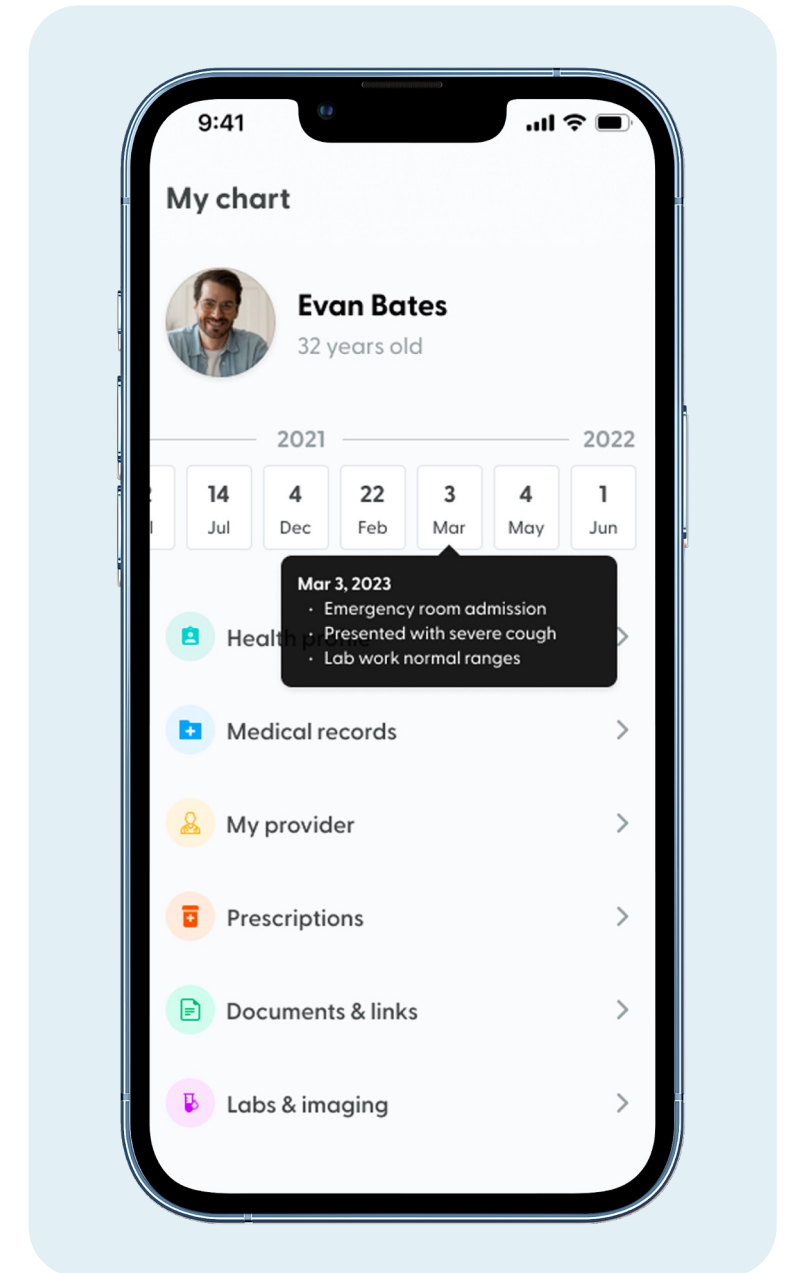 9:41
My chart
Evan Bates
32 years old
2021 2022
14 4 22 3 4 1
Jul Dec Feb Mar May Jun
Mar 3, 2023
· Emergency room admission
· Presented with severe cough
· Lab work normal ranges
Health profile
Medical records
My provider
Prescriptions
Documents & links
Labs & imaging